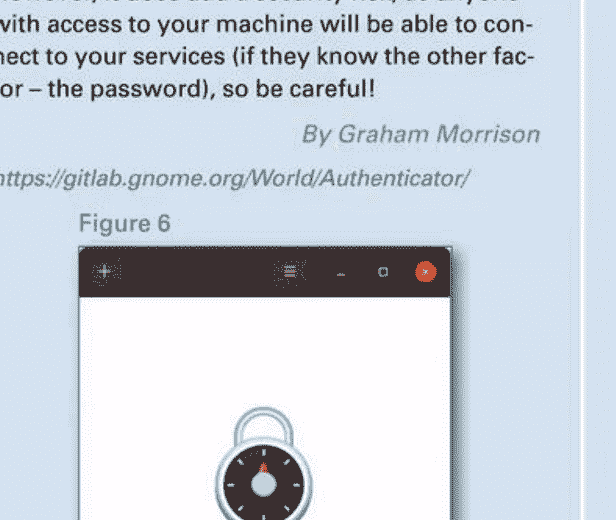 with access to your machine will be able to con-
nect to your services (if they know the other fac-
or – the password), so be careful!
By Graham Morrison
https://gitlab.gnome.org/World/Authenticator/
Figure 6